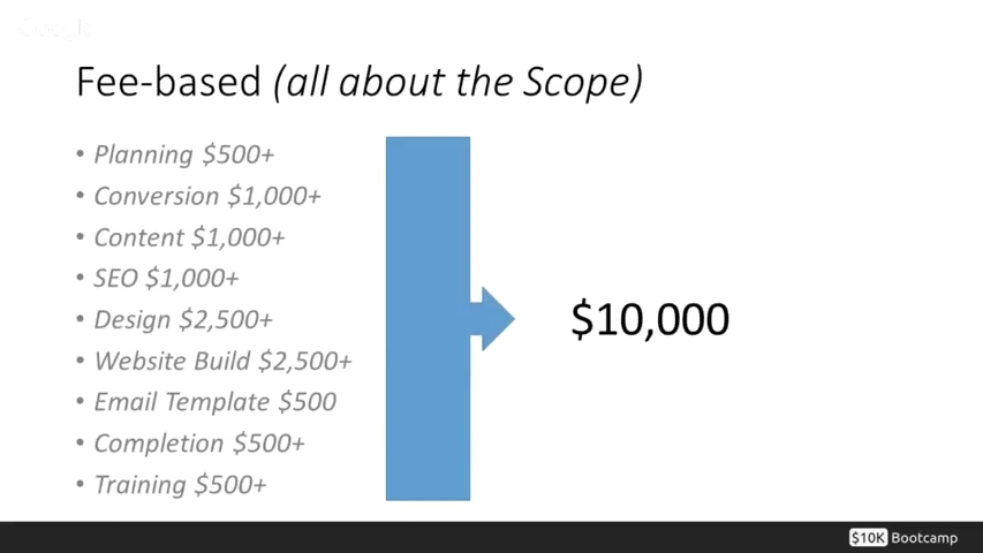 Google
Fee-based (all about the Scope)
• Planning $500+
• Conversion $1,000+
• Content $1,000+
• SEO $1,000+
• Design $2,500+
• Website Build $2,500+
• Email Template $500
• Completion $500+
• Training $500+
$10,000
$10K Bootcamp